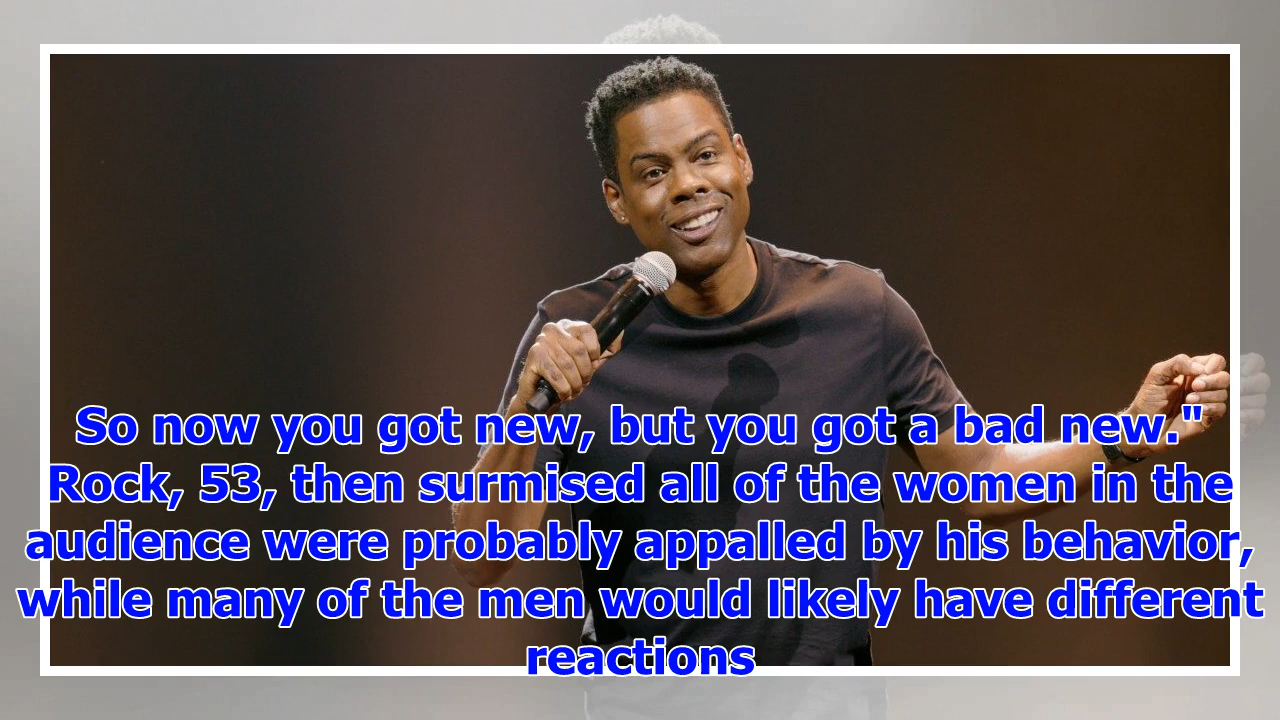 So now you got new, but you got a bad new."
Rock, 53, then surmised all of the women in the
audience were probably appalled by his behavior,
while many of the men would likely have different
reactions